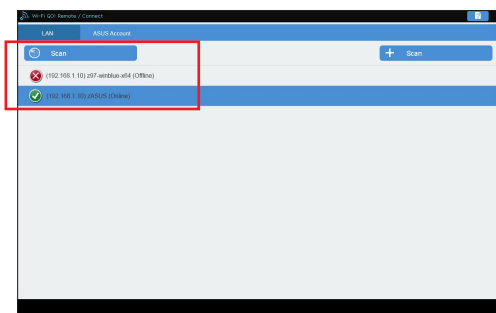 Wi-Fi GO! Remote / Connect
LAN
ASUS Account
Scan
Scan
(192.168.1.10) z97-winblue-x64 (Offline)
(192.168.1.10) zASUS (Online)